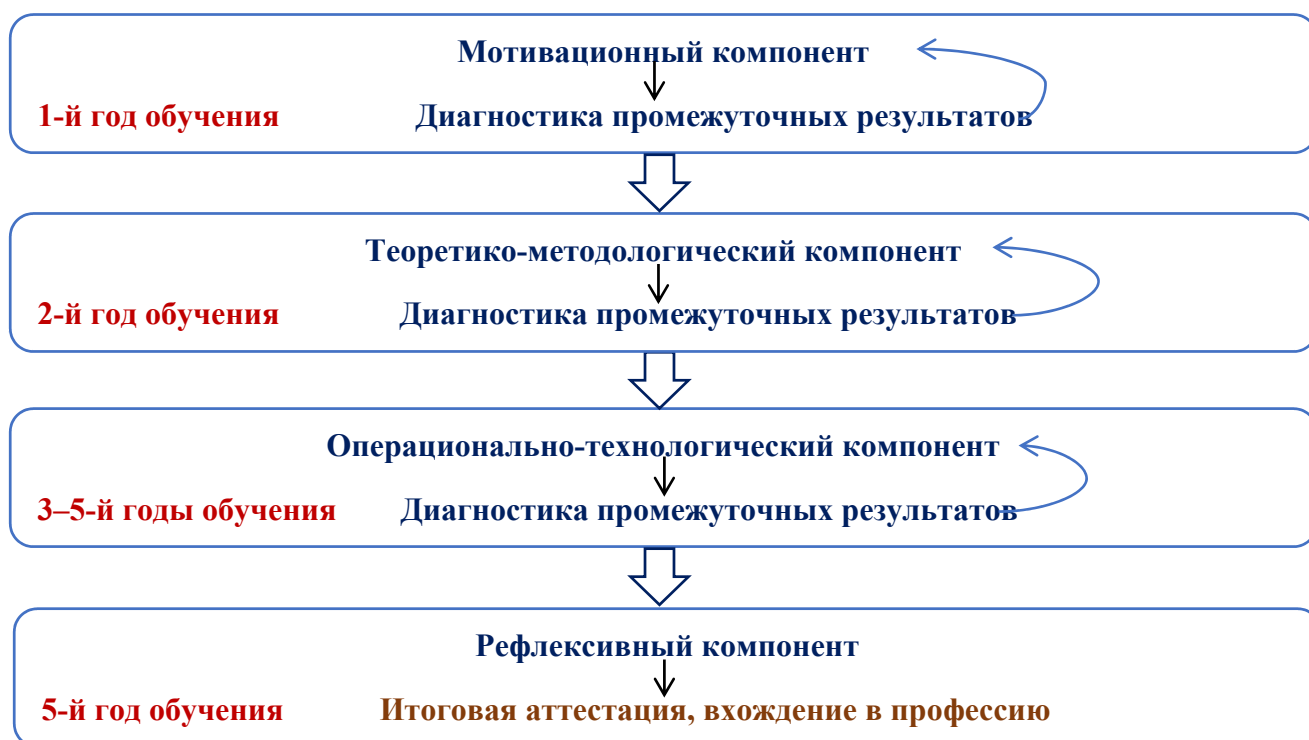 Мотивационный компонент
1-й год обучения Диагностика промежуточных результатов
Теоретико-методологический компонент
2-й год обучения Диагностика промежуточных результатов
Операционально-технологический компонент
3–5-й годы обучения Диагностика промежуточных результатов
Рефлексивный компонент
5-й год обучения Итоговая аттестация, вхождение в профессию